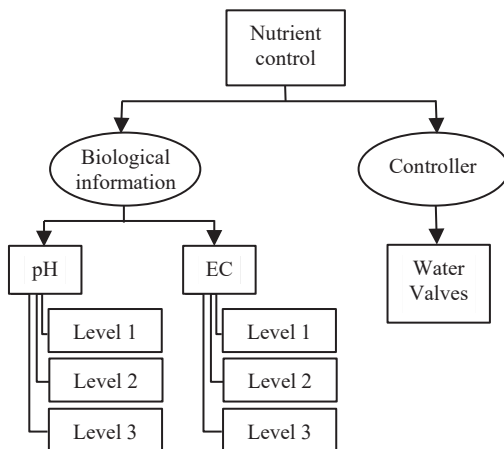 Nutrient
control
Biological
information
Controller
pH
EC
Water
Valves
Level 1
Level 1
Level 2
Level 2
Level 3
Level 3